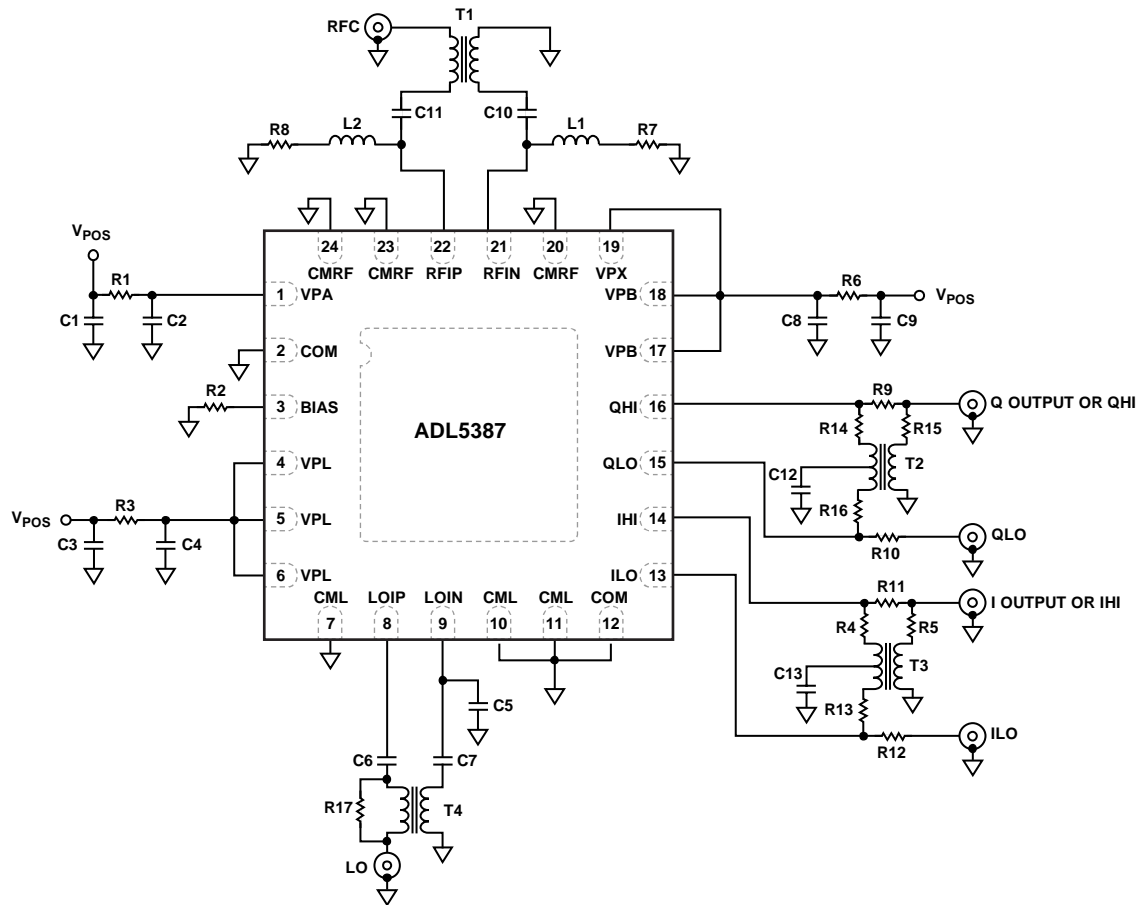 RFC
T1
C11
C10
R8
L2
L1
R7
24
23
22
21
20
19
CMRF
CMRF
RFIP
RFIN
CMRF
VPX
VPOS
R1
C1
C2
1 VPA
2 COM
R2
3 BIAS
4 VPL
VPOS
R3
5 VPL
C3
C4
6 VPL
ADL5387
VPB 18
R6
VPOS
C8
C9
VPB 17
QHI 16
R9
Q OUTPUT OR QHI
R14
R15
QLO 15
C12
T2
R16
IHI 14
R10
QLO
ILO 13
R11
I OUTPUT OR IHI
R4
R5
C13
T3
R13
R12
ILO
CML
LOIP
LOIN
CML
CML
COM
7
8
9
10
11
12
C5
C6
C7
R17
T4
LO